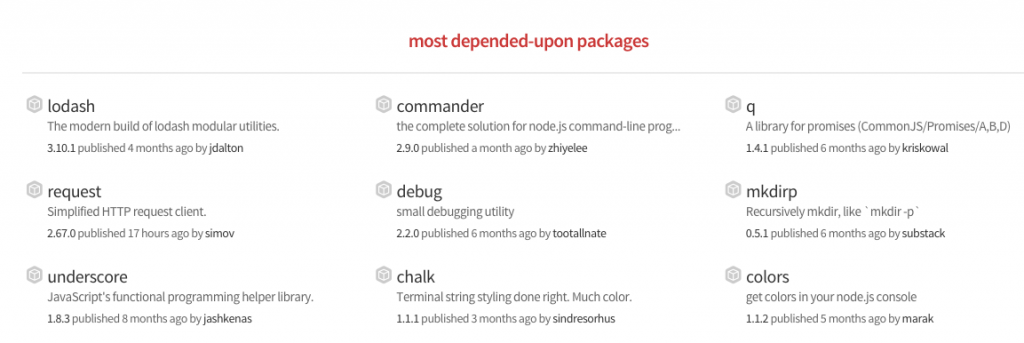 most depended-upon packages
lodash
The modern build of lodash modular utilities.
3.10.1 published 4 months ago by jdalton
commander
the complete solution for node.js command-line prog...
2.9.0 published a month ago by zhiyelee
q
A library for promises (CommonJS/Promises/A,B,D)
1.4.1 published 6 months ago by kriskowal
request
Simplified HTTP request client.
2.67.0 published 17 hours ago by simov
debug
small debugging utility
2.2.0 published 6 months ago by tootallnate
mkdirp
Recursively mkdir, like `mkdir -p`
0.5.1 published 6 months ago by substack
underscore
JavaScript's functional programming helper library.
1.8.3 published 8 months ago by jashkenas
chalk
Terminal string styling done right. Much color.
1.1.1 published 3 months ago by sindresorhus
colors
get colors in your node.js console
1.1.2 published 5 months ago by marak